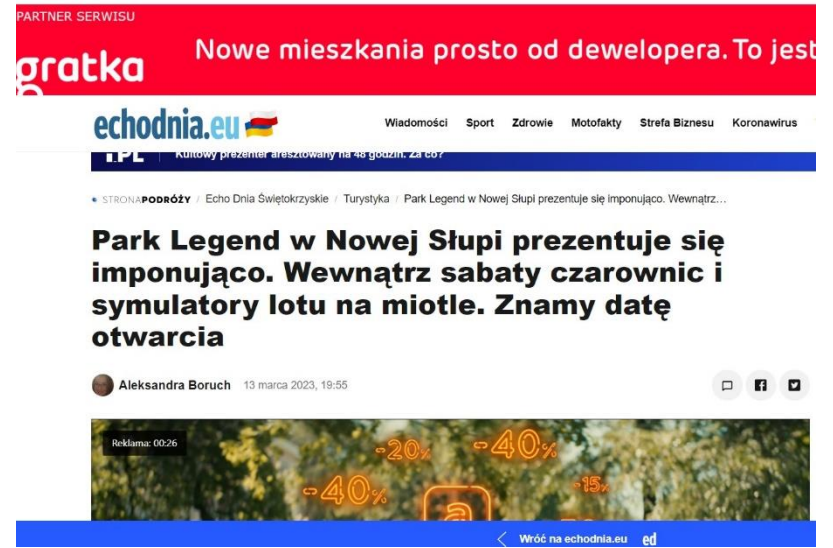 PARTNER SERWISU
gratka
Nowe mieszkania prosto od dewelopera. To jest
echodnia.eu
Wiadomości Sport Zdrowie Motofakty Strefa Biznesu Koronawirus
i.PL Kultowy prezenter aresztowany na 48 godzin. Za co?
STRONAPODRÓŻY / Echo Dnia Świętokrzyskie / Turystyka / Park Legend w Nowej Słupi prezentuje się imponująco. Wewnątrz...
Park Legend w Nowej Słupi prezentuje się
imponująco. Wewnątrz sabaty czarownic i
symulatory lotu na miotle. Znamy datę
otwarcia
Aleksandra Boruch 13 marca 2023, 19:55
Reklama: 00:26
-20%
-40%
-40%
-15%
a
Wróć na echodnia.eu ed